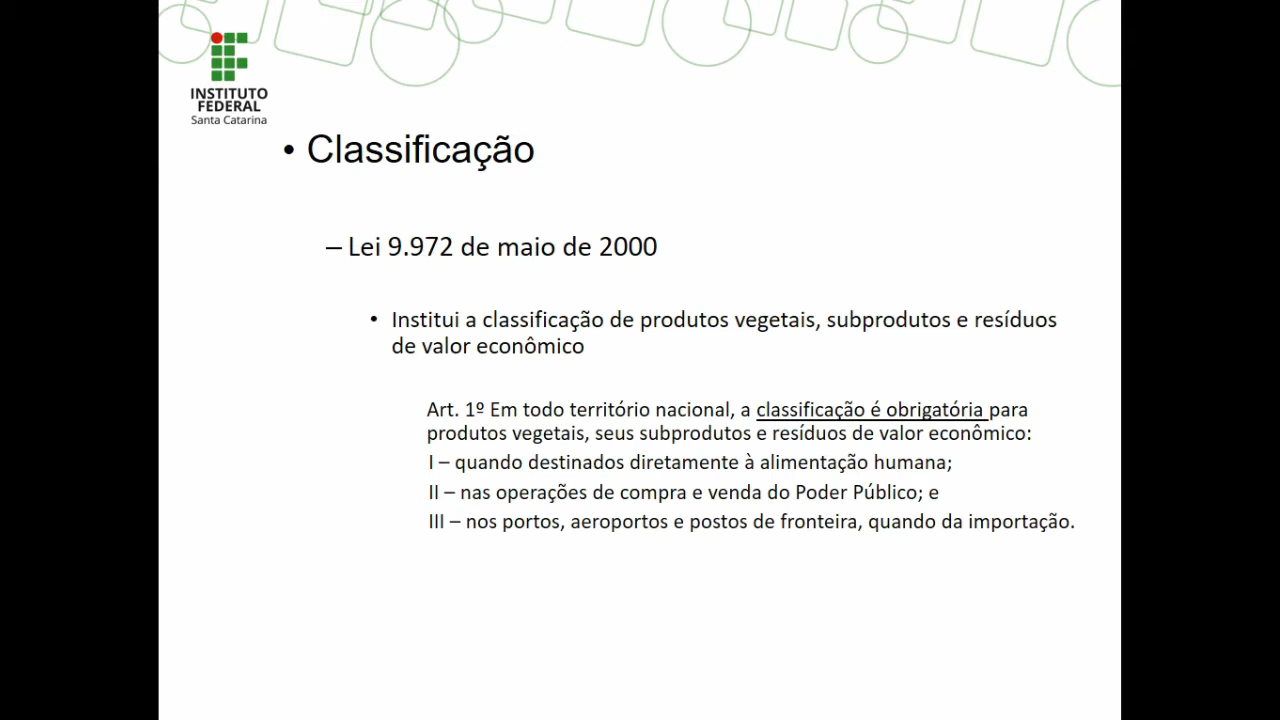 INSTITUTO
FEDERAL
Santa Catarina
• Classificação
– Lei 9.972 de maio de 2000
• Institui a classificação de produtos vegetais, subprodutos e resíduos
de valor econômico
Art. 1º Em todo território nacional, a classificação é obrigatória para
produtos vegetais, seus subprodutos e resíduos de valor econômico:
I – quando destinados diretamente à alimentação humana;
II – nas operações de compra e venda do Poder Público; e
III – nos portos, aeroportos e postos de fronteira, quando da importação.